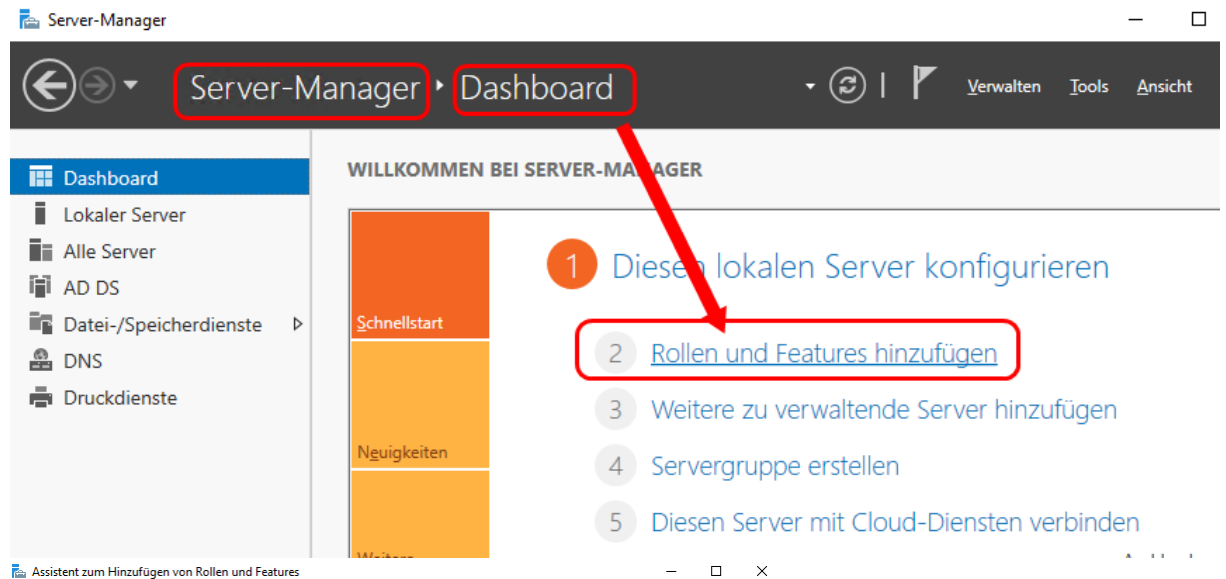 Server-Manager
Server-Manager Dashboard
Verwalten Tools Ansicht
Dashboard
Lokaler Server
Alle Server
AD DS
Datei-/Speicherdienste
DNS
Druckdienste
WILLKOMMEN BEI SERVER-MANAGER
Schnellstart
Neuigkeiten
1 Diesen lokalen Server konfigurieren
2 Rollen und Features hinzufügen
3 Weitere zu verwaltende Server hinzufügen
4 Servergruppe erstellen
5 Diesen Server mit Cloud-Diensten verbinden
Assistent zum Hinzufügen von Rollen und Features